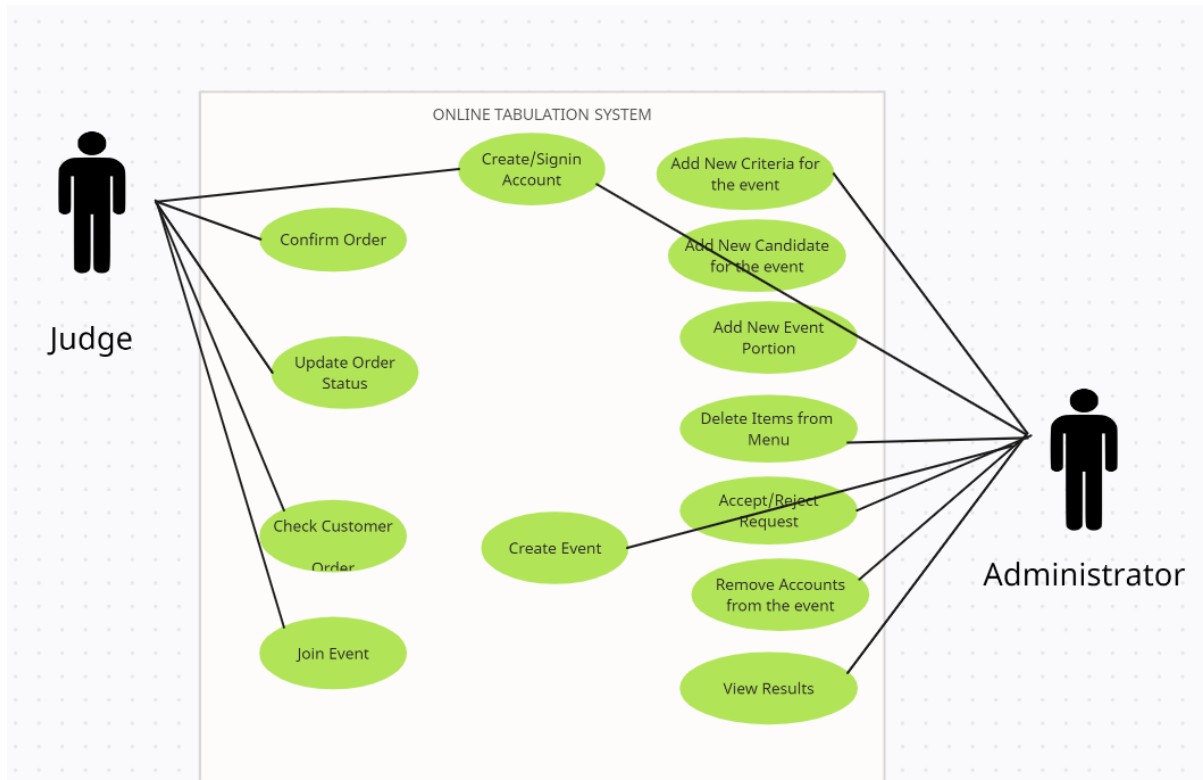 ONLINE TABULATION SYSTEM
Create/Signin
Account
Add New Criteria for
the event
Confirm Order
Add New Candidate
for the event
Judge
Add New Event
Portion
Update Order
Status
Delete Items from
Menu
Accept/Reject
Request
Check Customer
Order
Create Event
Administrator
Remove Accounts
from the event
Join Event
View Results